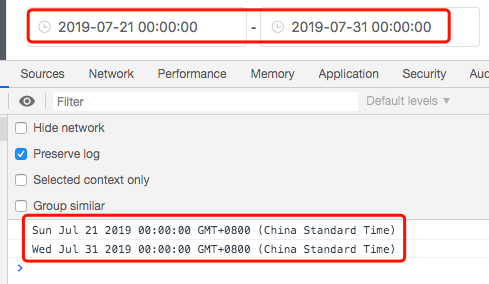 2019-07-21 00:00:00 - 2019-07-31 00:00:00
Sources Network Performance Memory Application Security Au
Filter Default levels ▼
Hide network
Preserve log
Selected context only
Group similar
Sun Jul 21 2019 00:00:00 GMT+0800 (China Standard Time)
Wed Jul 31 2019 00:00:00 GMT+0800 (China Standard Time)
>